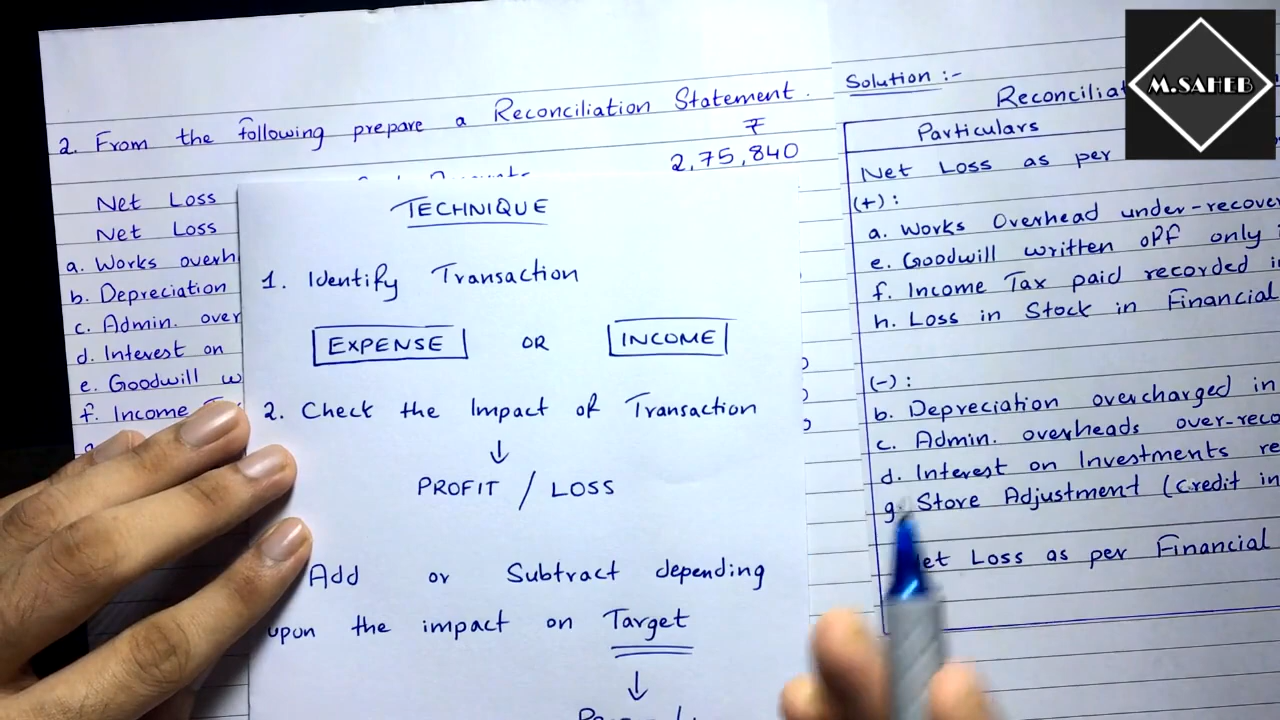 2. From the following prepare a Reconciliation Statement.
₹
2,75,840
Net Loss
Net Loss
a. Works overh
b. Depreciation
c. Admin. over
d. Interest on
e. Goodwill w
f. Income
TECHNIQUE
1. Identify Transaction
EXPENSE OR INCOME
2. Check the Impact of Transaction
↓
PROFIT / LOSS
Add or Subtract depending
upon the impact on Target
↓
Solution :-
Reconciliat
Particulars
Net Loss as per
(+) :
a. Works Overhead under-recover
e. Goodwill written off only i
f. Income Tax paid recorded i
h. Loss in Stock in Financial
(-) :
b. Depreciation overcharged in
c. Admin. overheads over-reco
d. Interest on Investments re
g. Store Adjustment (credit in
et Loss as per Financial
M.SAHEB